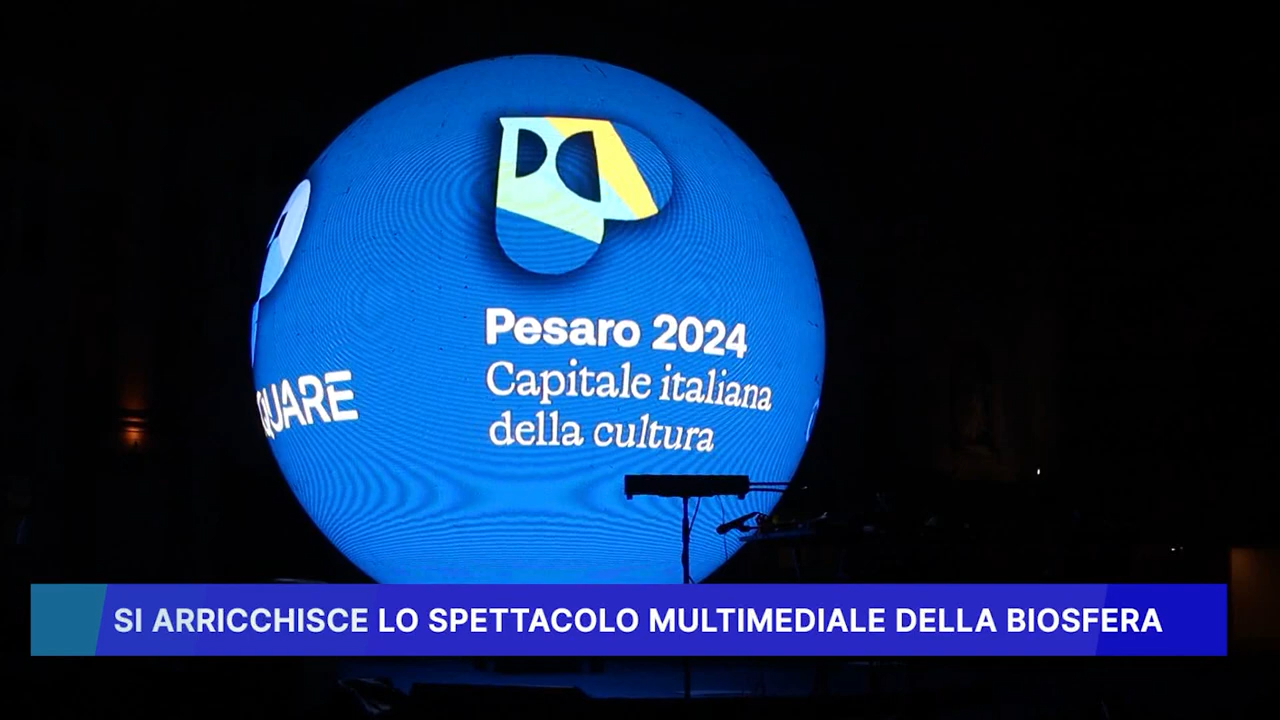 Pesaro 2024
Capitale italiana
della cultura
QUARE
SI ARRICCHISCE LO SPETTACOLO MULTIMEDIALE DELLA BIOSFERA